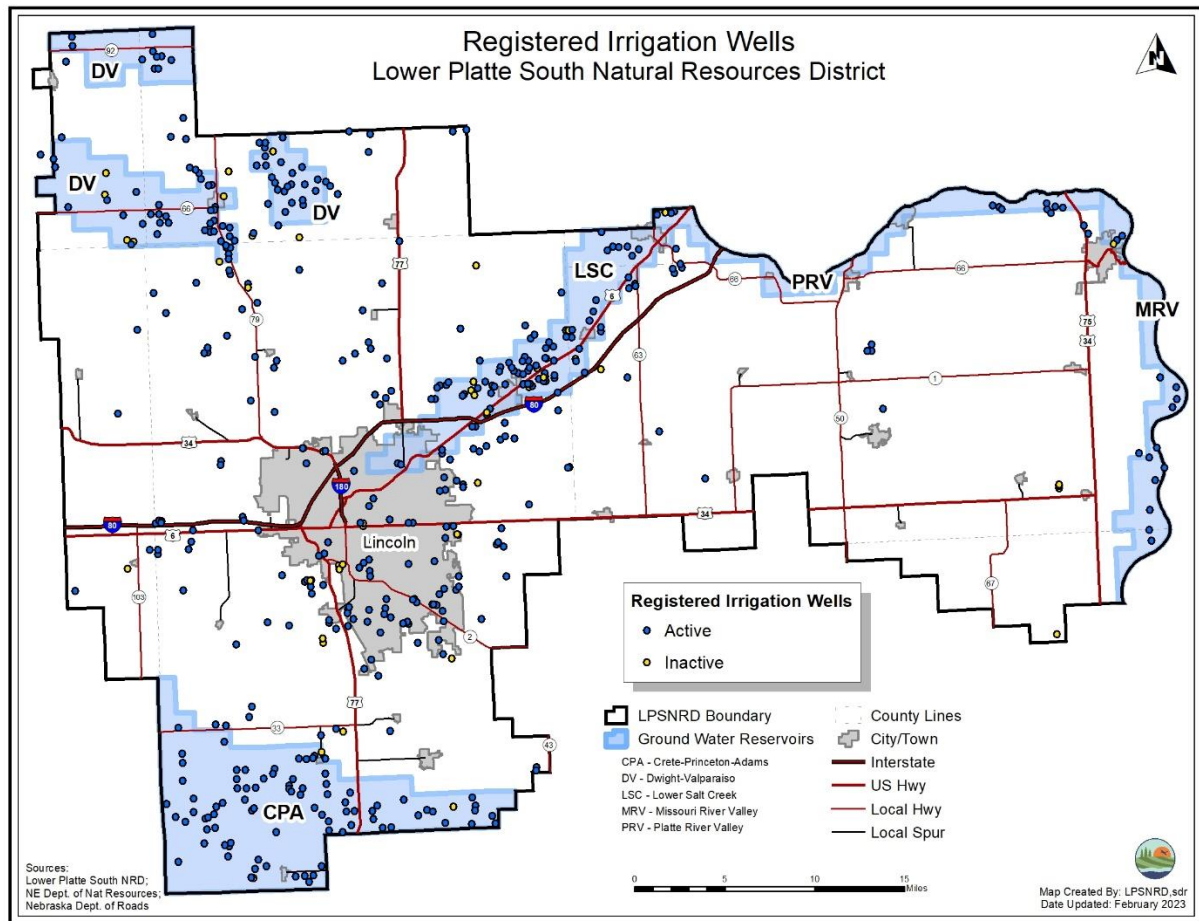 Registered Irrigation Wells
Lower Platte South Natural Resources District
N
92
DV
DV
66
DV
77
79
LSC
6
66
PRV
66
MRV
75
34
63
1
50
80
34
180
80
6
34
Lincoln
103
2
67
77
33
43
CPA
Registered Irrigation Wells
Active
Inactive
LPSNRD Boundary
Ground Water Reservoirs
CPA - Crete-Princeton-Adams
DV - Dwight-Valparaiso
LSC - Lower Salt Creek
MRV - Missouri River Valley
PRV - Platte River Valley
County Lines
City/Town
Interstate
US Hwy
Local Hwy
Local Spur
0 5 10 15
Miles
Sources:
Lower Platte South NRD;
NE Dept. of Nat Resources;
Nebraska Dept. of Roads
Map Created By: LPSNRD,sdr
Date Updated: February 2023